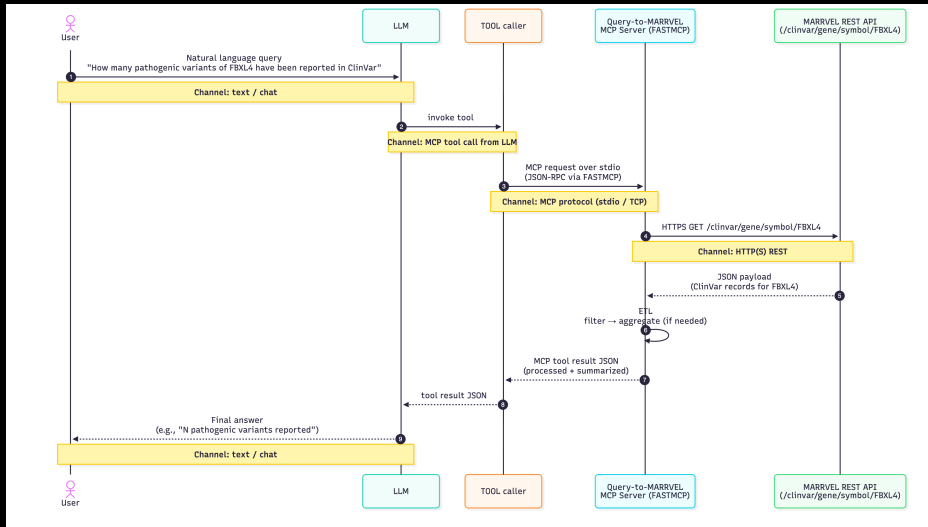 User
LLM
TOOL caller
Query-to-MARRVEL
MCP Server (FASTMCP)
MARRVEL REST API
(/clinvar/gene/symbol/FBXL4)
Natural language query
"How many pathogenic variants of FBXL4 have been reported in ClinVar"
1
Channel: text / chat
invoke tool
2
Channel: MCP tool call from LLM
MCP request over stdio
(JSON-RPC via FASTMCP)
3
Channel: MCP protocol (stdio / TCP)
HTTPS GET /clinvar/gene/symbol/FBXL4
4
Channel: HTTP(S) REST
JSON payload
(ClinVar records for FBXL4)
5
ETL
filter → aggregate (if needed)
6
MCP tool result JSON
(processed + summarized)
7
tool result JSON
8
Final answer
(e.g., "N pathogenic variants reported")
9
Channel: text / chat
User
LLM
TOOL caller
Query-to-MARRVEL
MCP Server (FASTMCP)
MARRVEL REST API
(/clinvar/gene/symbol/FBXL4)